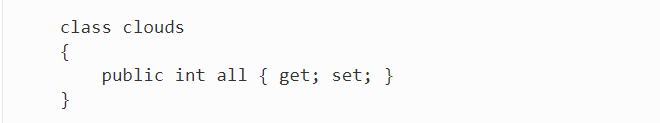 class clouds
{
    public int all { get; set; }
}